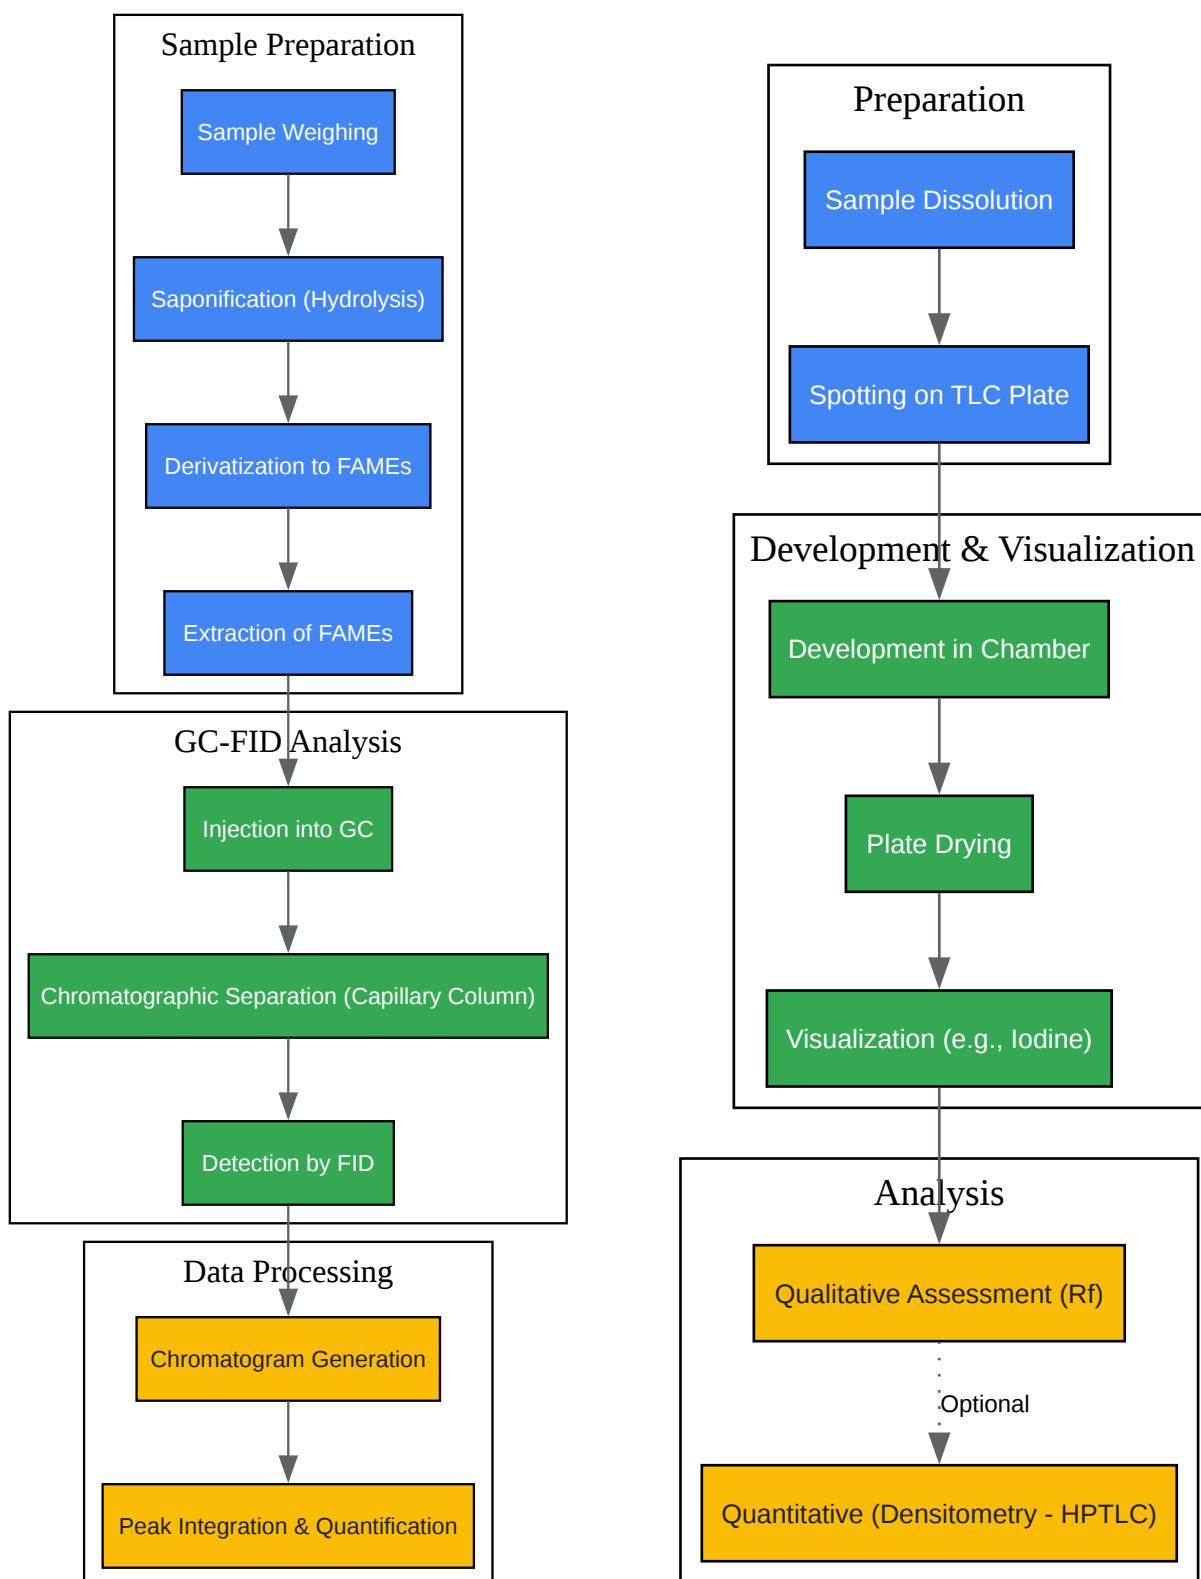 Sample Preparation
Sample Weighing
Saponification (Hydrolysis)
Derivatization to FAMEs
Extraction of FAMEs
GC-FID Analysis
Injection into GC
Chromatographic Separation (Capillary Column)
Detection by FID
Data Processing
Chromatogram Generation
Peak Integration & Quantification
Preparation
Sample Dissolution
Spotting on TLC Plate
Development & Visualization
Development in Chamber
Plate Drying
Visualization (e.g., Iodine)
Analysis
Qualitative Assessment (Rf)
Optional
Quantitative (Densitometry - HPTLC)